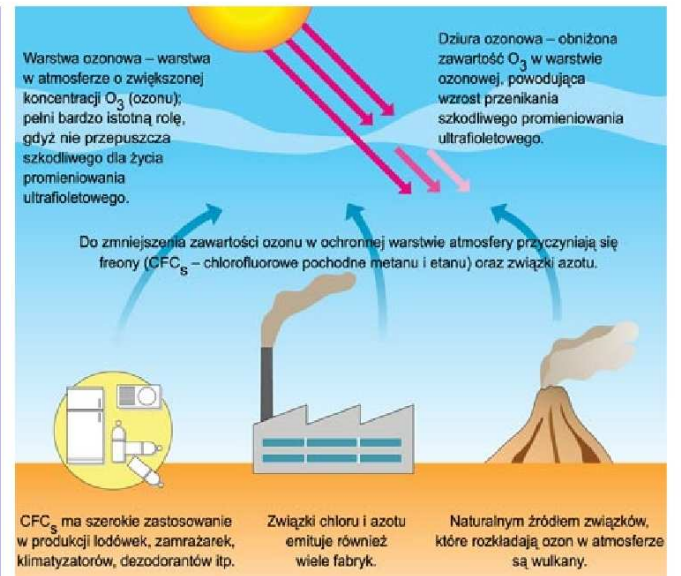 Warstwa ozonowa – warstwa
w atmosferze o zwiększonej
koncentracji O3 (ozonu);
pełni bardzo istotną rolę,
gdyż nie przepuszcza
szkodliwego dla życia
promieniowania
ultrafioletowego.
Dziura ozonowa – obniżona
zawartość O3 w warstwie
ozonowej, powodująca
wzrost przenikania
szkodliwego promieniowania
ultrafioletowego.
Do zmniejszenia zawartości ozonu w ochronnej warstwie atmosfery przyczyniają się
freony (CFCs – chlorofluorowe pochodne metanu i etanu) oraz związki azotu.
CFCs ma szerokie zastosowanie
w produkcji lodówek, zamrażarek,
klimatyzatorów, dezodorantów itp.
Związki chloru i azotu
emituje również
wiele fabryk.
Naturalnym źródłem związków,
które rozkładają ozon w atmosferze
są wulkany.